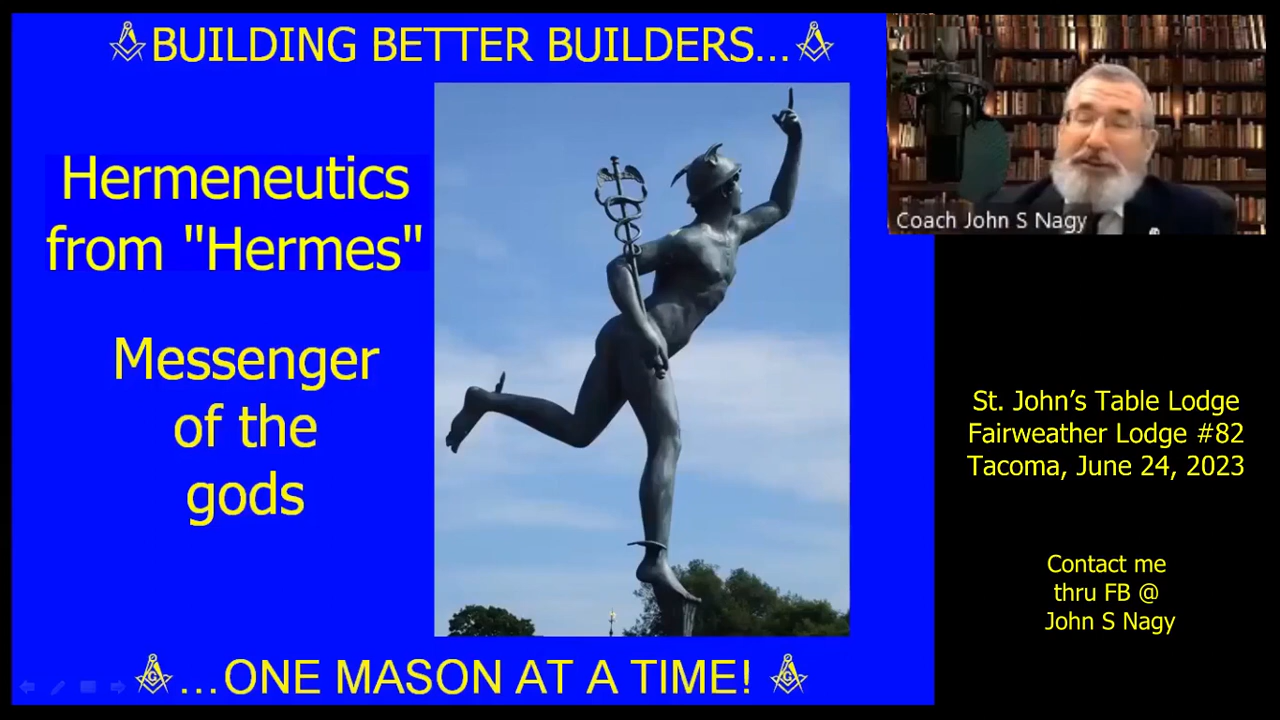 BUILDING BETTER BUILDERS...
Hermeneutics
from "Hermes"
Messenger
of the
gods
...ONE MASON AT A TIME!
Coach John S Nagy
St. John’s Table Lodge
Fairweather Lodge #82
Tacoma, June 24, 2023
Contact me
thru FB @
John S Nagy